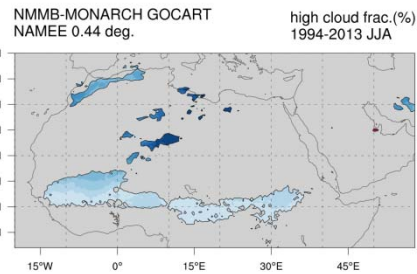 NMMB-MONARCH GOCART high cloud frac.(%)
NAMEE 0.44 deg. 1994-2013 JJA
15°W 0° 15°E 30°E 45°E